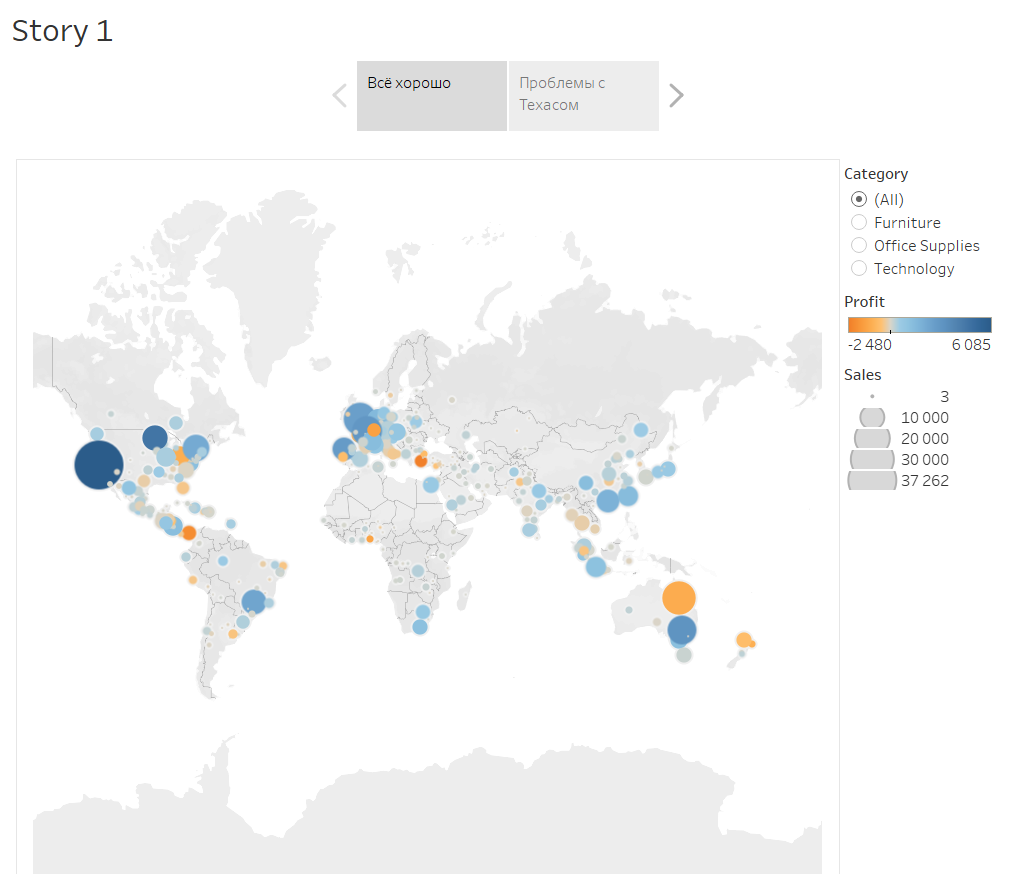 Story 1
Всё хорошо
Проблемы с
Техасом
Category
(All)
Furniture
Office Supplies
Technology
Profit
-2 480 6 085
Sales
3
10 000
20 000
30 000
37 262